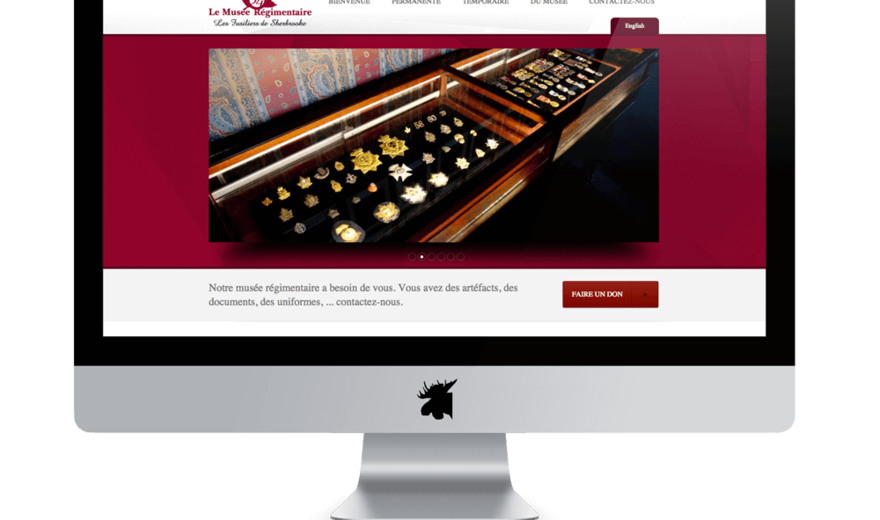 Le Musée Régimentaire
Les Fusiliers de Sherbrooke
BIENVENUE PERMANENTE TEMPORAIRE DU MUSÉE CONTACTEZ-NOUS
English
Notre musée régimentaire a besoin de vous. Vous avez des artéfacts, des
documents, des uniformes, ... contactez-nous.
FAIRE UN DON